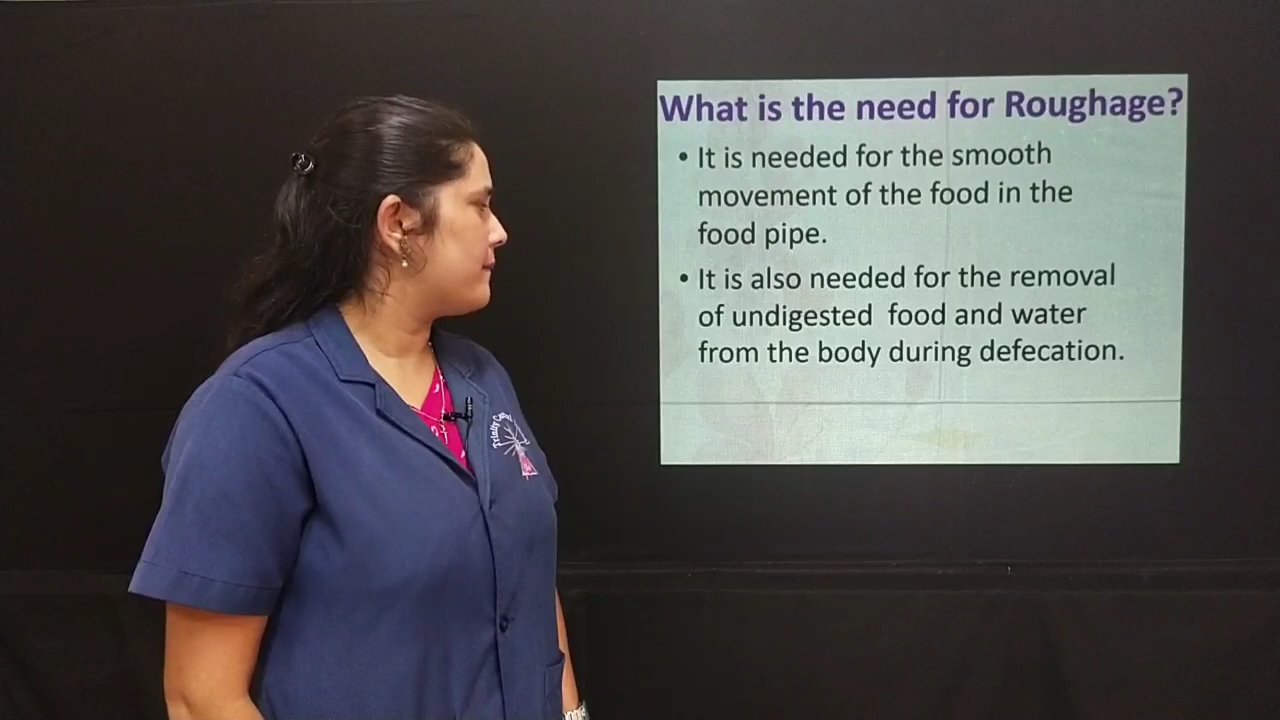 What is the need for Roughage?
• It is needed for the smooth
movement of the food in the
food pipe.
• It is also needed for the removal
of undigested food and water
from the body during defecation.